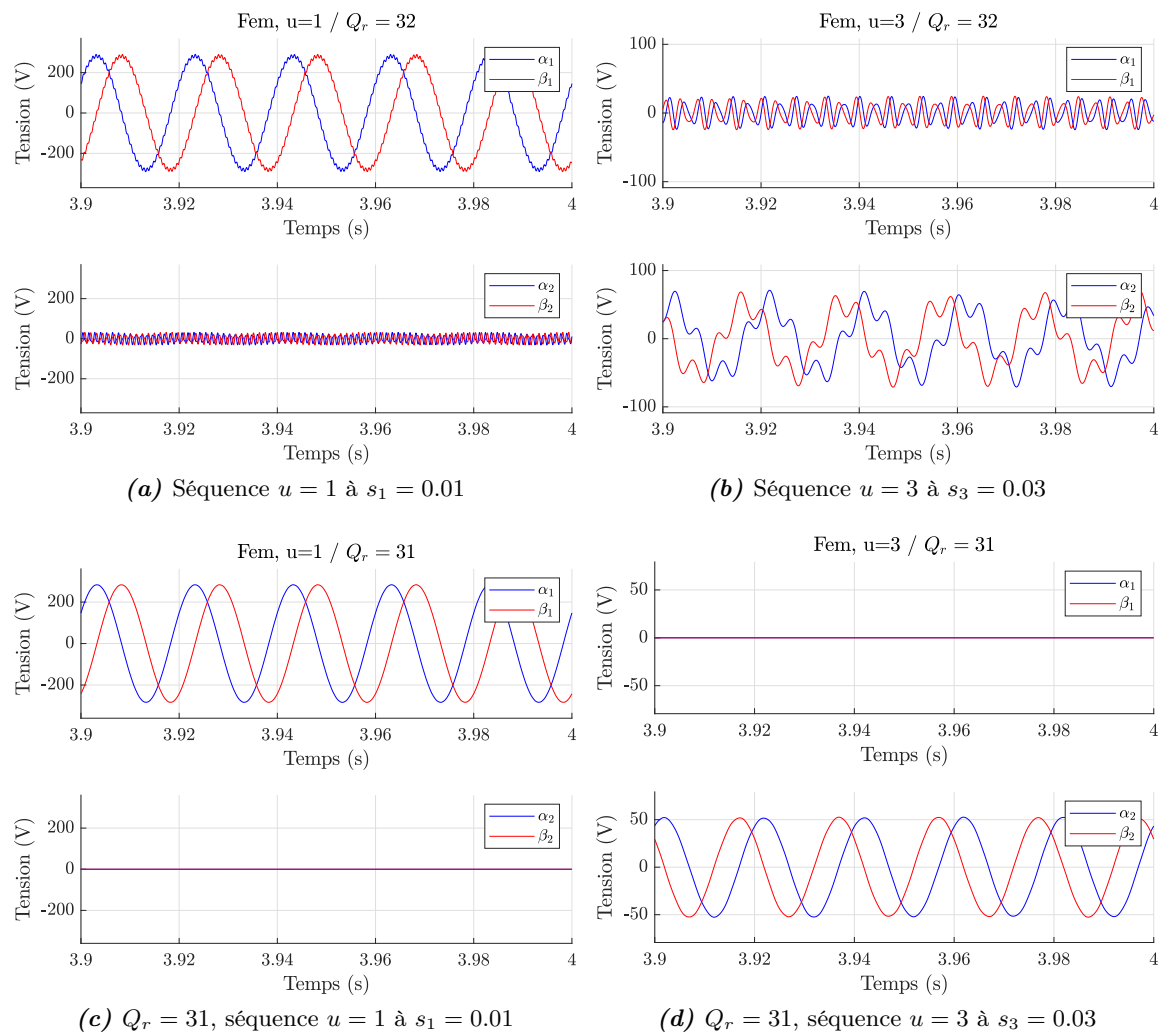 Fem, u=1 / Q_r = 32
Tension (V)
200
0
-200
α_1
β_1
3.9 3.92 3.94 3.96 3.98 4
Temps (s)
Tension (V)
200
0
-200
α_2
β_2
3.9 3.92 3.94 3.96 3.98 4
Temps (s)
(a) Séquence u = 1 à s_1 = 0.01
Fem, u=3 / Q_r = 32
Tension (V)
100
0
-100
α_1
β_1
3.9 3.92 3.94 3.96 3.98 4
Temps (s)
Tension (V)
100
0
-100
α_2
β_2
3.9 3.92 3.94 3.96 3.98 4
Temps (s)
(b) Séquence u = 3 à s_3 = 0.03
Fem, u=1 / Q_r = 31
Tension (V)
200
0
-200
α_1
β_1
3.9 3.92 3.94 3.96 3.98 4
Temps (s)
Tension (V)
200
0
-200
α_2
β_2
3.9 3.92 3.94 3.96 3.98 4
Temps (s)
(c) Q_r = 31, séquence u = 1 à s_1 = 0.01
Fem, u=3 / Q_r = 31
Tension (V)
50
0
-50
α_1
β_1
3.9 3.92 3.94 3.96 3.98 4
Temps (s)
Tension (V)
50
0
-50
α_2
β_2
3.9 3.92 3.94 3.96 3.98 4
Temps (s)
(d) Q_r = 31, séquence u = 3 à s_3 = 0.03